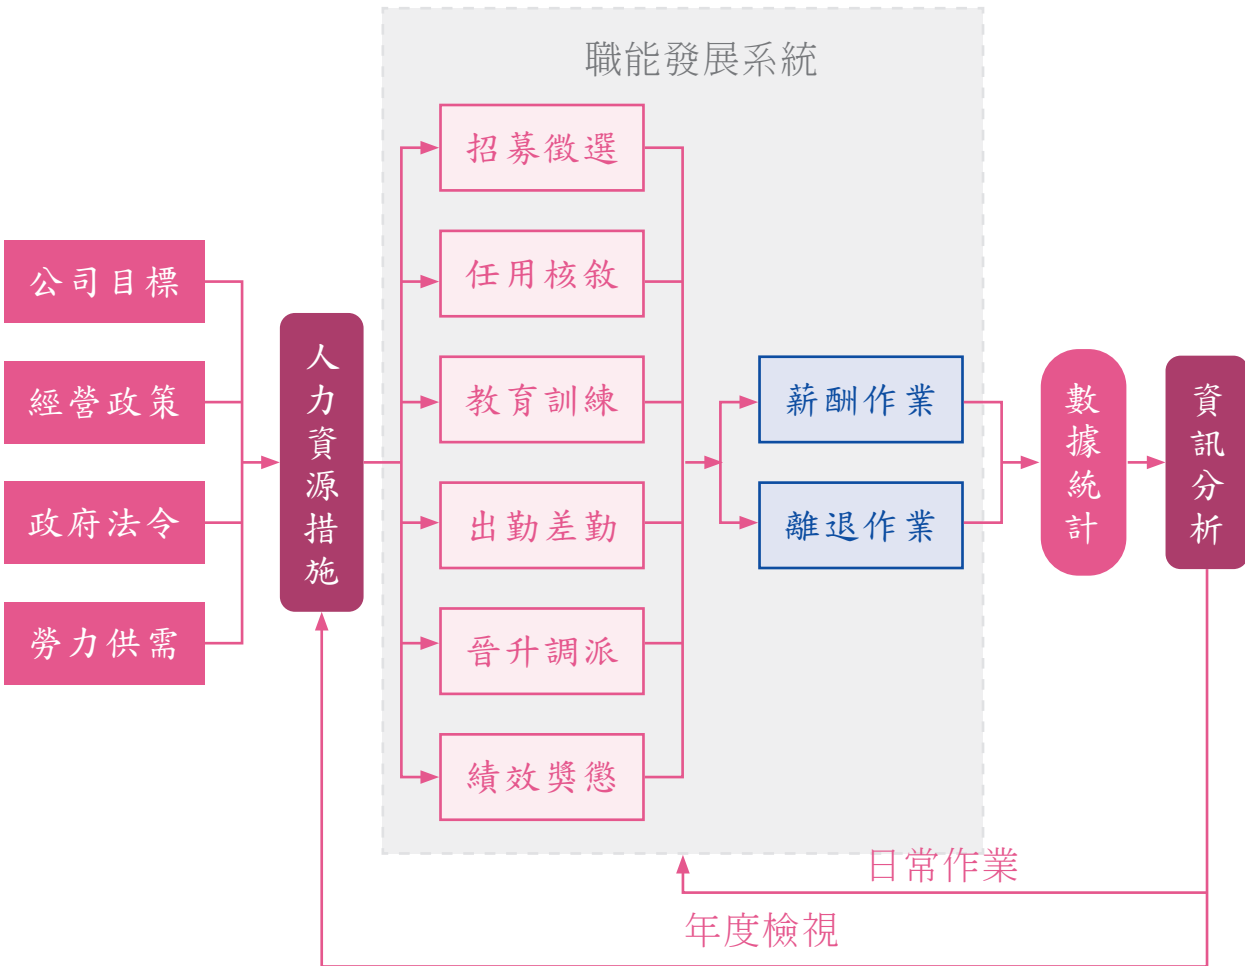 職能發展系統
公司目標
經營政策
政府法令
勞力供需
人力資源措施
招募徵選
任用核敘
教育訓練
出勤差勤
晉升調派
績效獎懲
薪酬作業
離退作業
數據統計
資訊分析
日常作業
年度檢視